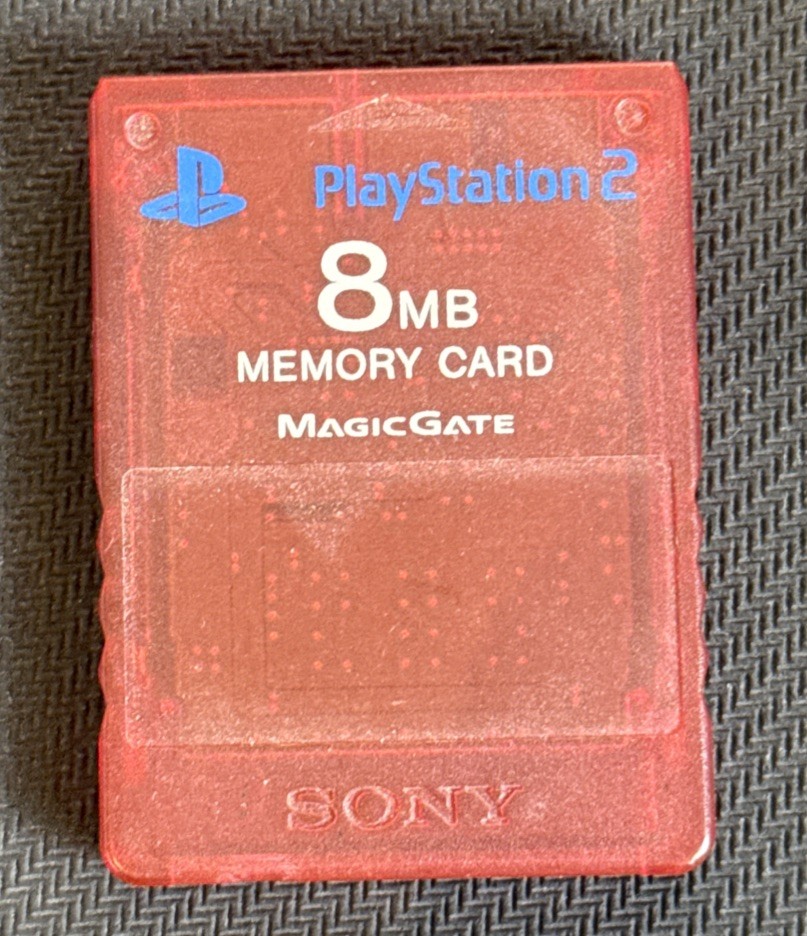 PlayStation 2
8MB
MEMORY CARD
MAGICGATE
SONY